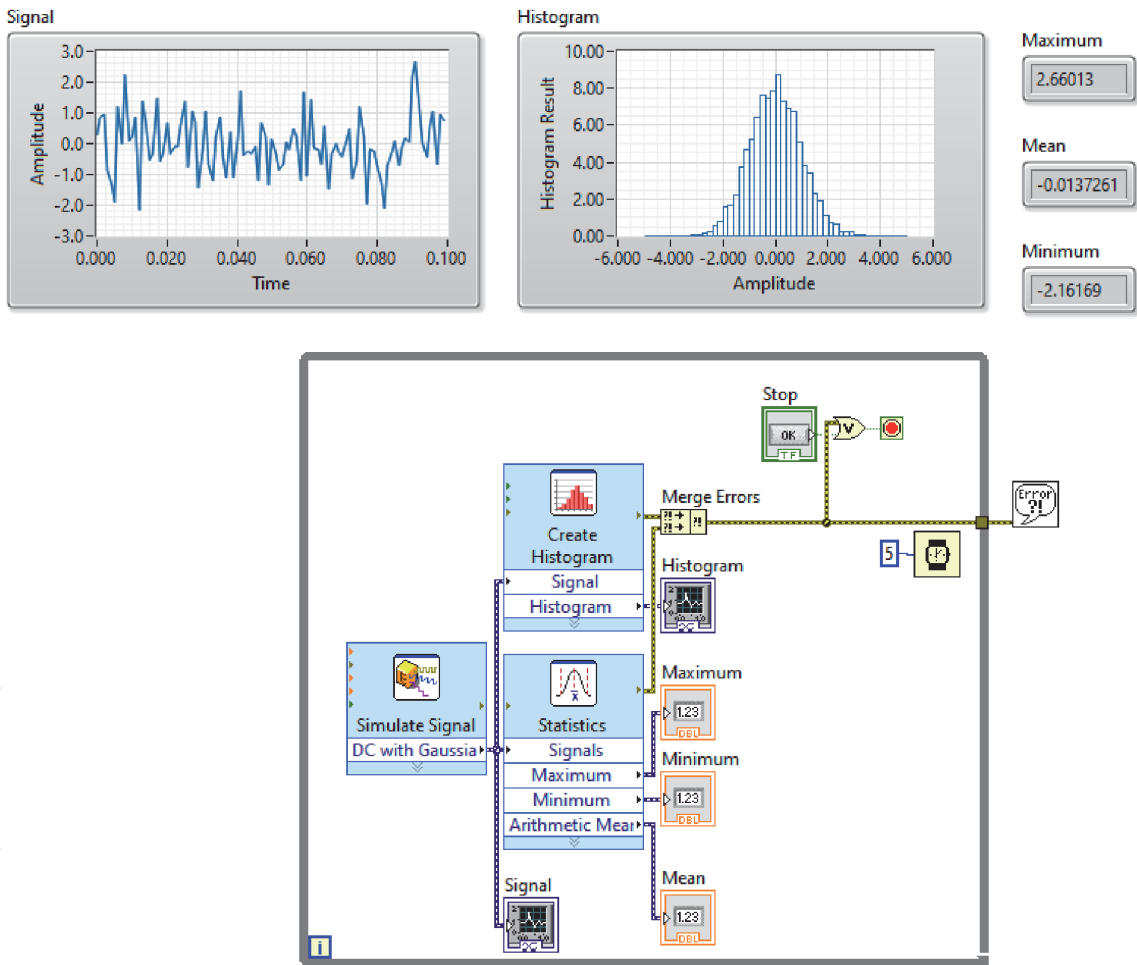 Signal
3.0
2.0
1.0
0.0
-1.0
-2.0
-3.0
Amplitude
0.000 0.020 0.040 0.060 0.080 0.100
Time
Histogram
10.00
8.00
6.00
4.00
2.00
0.00
Histogram Result
-6.000 -4.000 -2.000 0.000 2.000 4.000 6.000
Amplitude
Maximum
2.66013
Mean
-0.0137261
Minimum
-2.16169
Stop
OK
TF
V
Create
Histogram
Signal
Histogram
Merge Errors
?!
?!
?!
Error
?!
5
Histogram
Simulate Signal
DC with Gaussia
Statistics
Signals
Maximum
Minimum
Arithmetic Mear
Maximum
1.23
DBL
Minimum
1.23
DBL
Mean
1.23
DBL
Signal
i